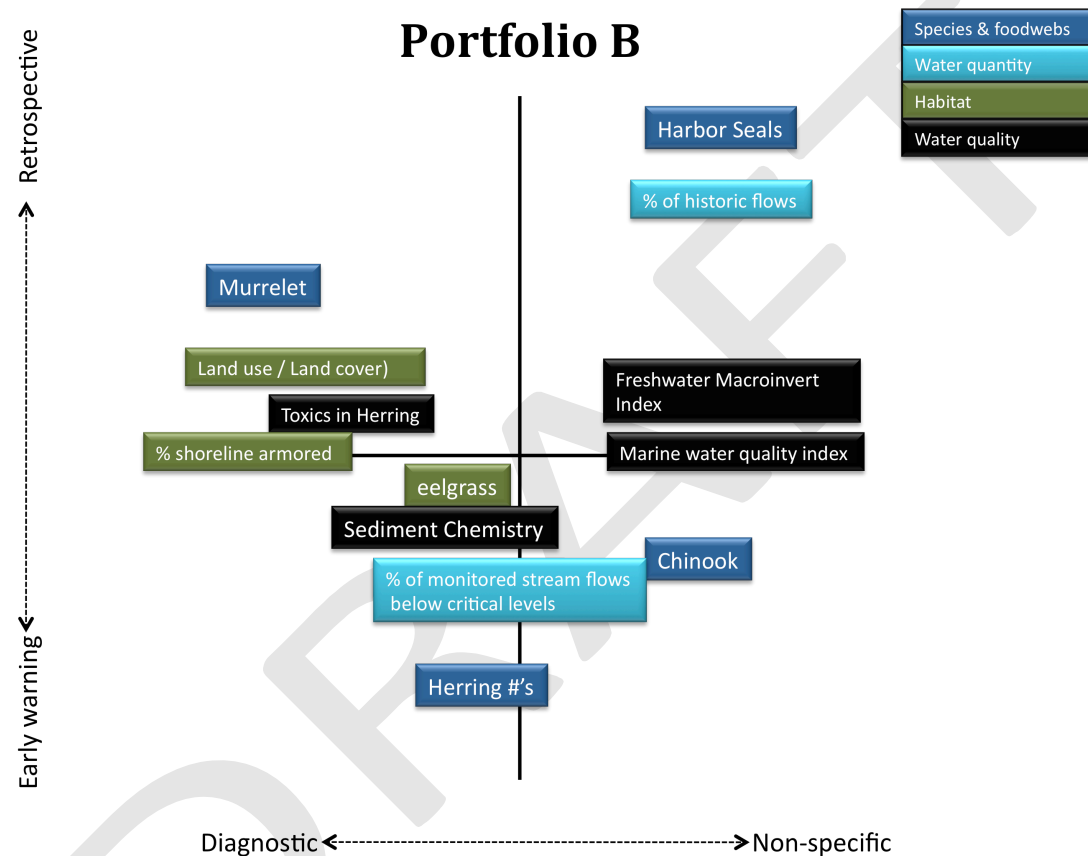 Portfolio B
Species & foodwebs
Water quantity
Habitat
Water quality
Retrospective
Early warning
Harbor Seals
% of historic flows
Murrelet
Land use / Land cover)
Toxics in Herring
% shoreline armored
Freshwater Macroinvert
Index
Marine water quality index
eelgrass
Sediment Chemistry
% of monitored stream flows
below critical levels
Chinook
Herring #’s
Diagnostic
Non-specific
DRAFT